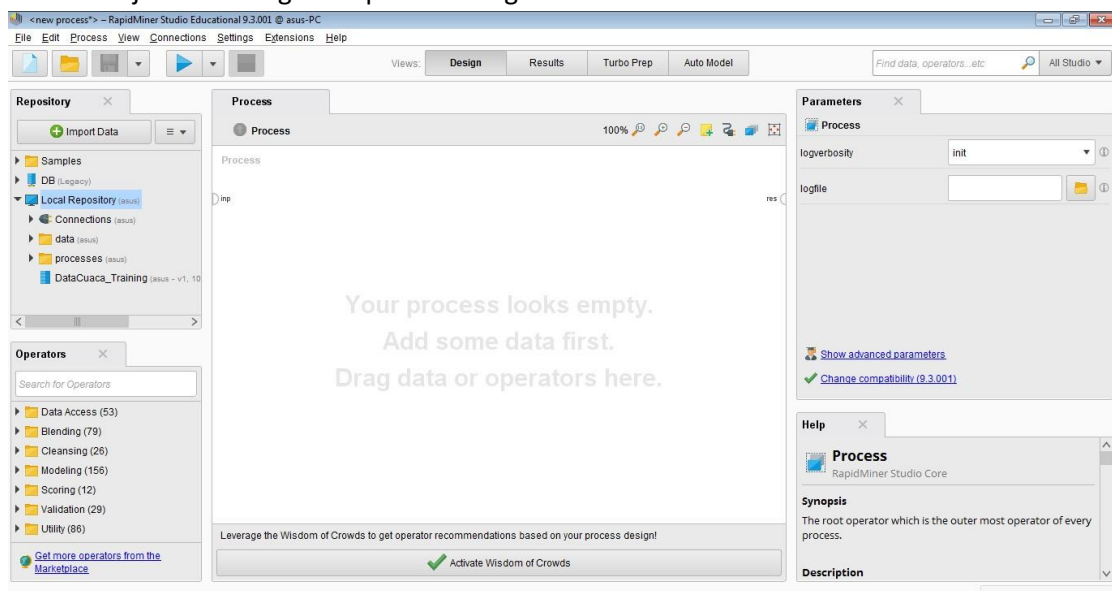 <new process*> – RapidMiner Studio Educational 9.3.001 @ asus-PC
File Edit Process View Connections Settings Extensions Help
Views: Design Results Turbo Prep Auto Model Find data, operators...etc All Studio
Repository
Import Data
Samples
DB (Legacy)
Local Repository (asus)
Connections (asus)
data (asus)
processes (asus)
DataCuaca_Training (asus - v1, 10
Operators
Search for Operators
Data Access (53)
Blending (79)
Cleansing (26)
Modeling (156)
Scoring (12)
Validation (29)
Utility (86)
Get more operators from the
Marketplace
Process
Process 100%
Process
inp res
Your process looks empty.
Add some data first.
Drag data or operators here.
Leverage the Wisdom of Crowds to get operator recommendations based on your process design!
Activate Wisdom of Crowds
Parameters
Process
logverbosity init
logfile
Show advanced parameters
Change compatibility (9.3.001)
Help
Process
RapidMiner Studio Core
Synopsis
The root operator which is the outer most operator of every
process.
Description